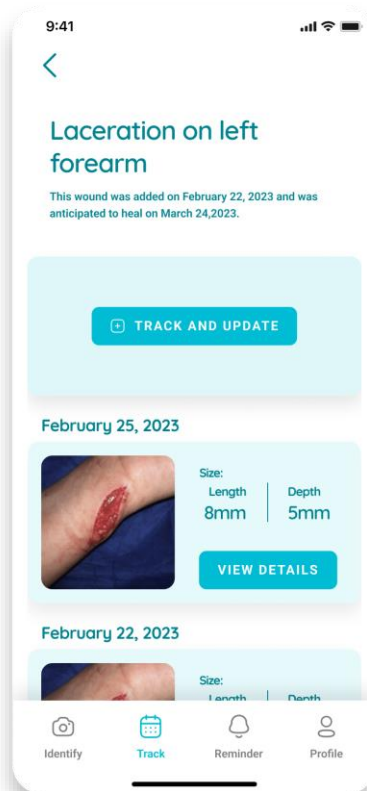 9:41
Laceration on left
forearm
This wound was added on February 22, 2023 and was
anticipated to heal on March 24,2023.
TRACK AND UPDATE
February 25, 2023
Size:
Length Depth
8mm 5mm
VIEW DETAILS
February 22, 2023
Size:
Length Depth
Identify Track Reminder Profile